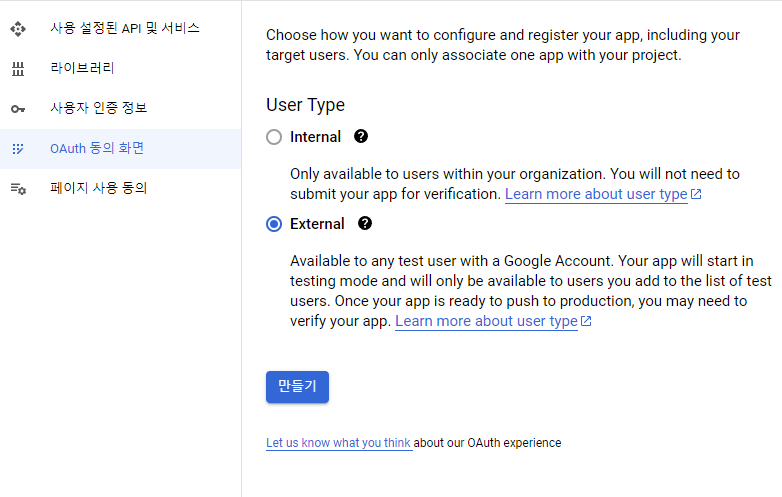 사용 설정된 API 및 서비스
라이브러리
사용자 인증 정보
OAuth 동의 화면
페이지 사용 동의
Choose how you want to configure and register your app, including your
target users. You can only associate one app with your project.
User Type
Internal
Only available to users within your organization. You will not need to
submit your app for verification. Learn more about user type
External
Available to any test user with a Google Account. Your app will start in
testing mode and will only be available to users you add to the list of test
users. Once your app is ready to push to production, you may need to
verify your app. Learn more about user type
만들기
Let us know what you think about our OAuth experience